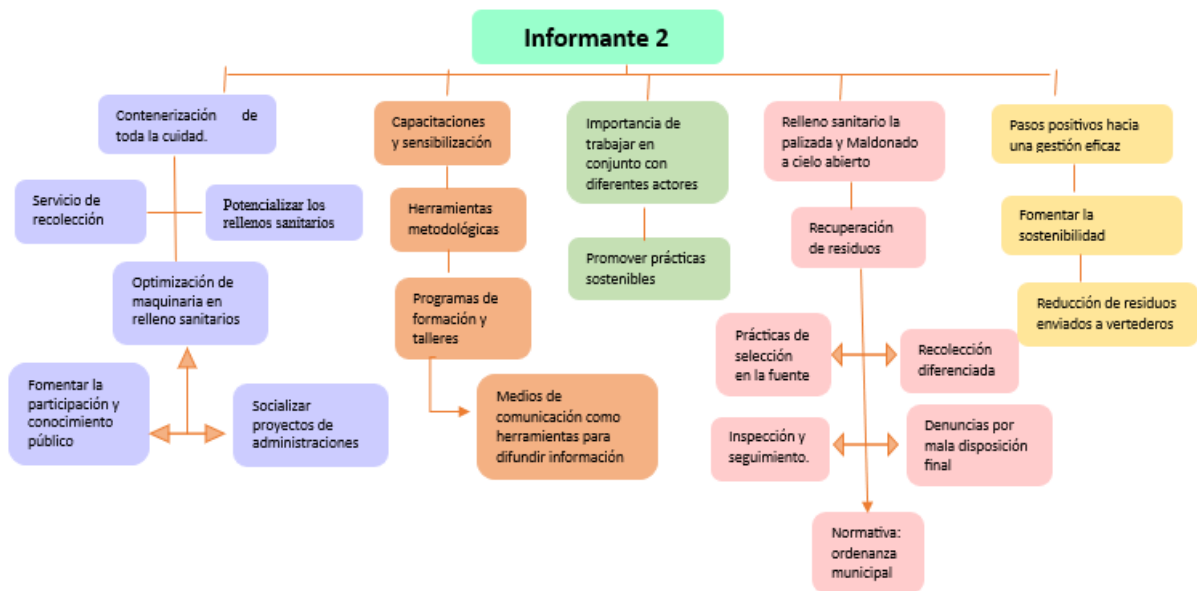 Informante 2
Contenerización de
toda la cuidad.
Servicio de
recolección
Potencializar los
rellenos sanitarios
Optimización de
maquinaria en
relleno sanitarios
Fomentar la
participación y
conocimiento
público
Socializar
proyectos de
administraciones
Capacitaciones
y sensibilización
Herramientas
metodológicas
Programas de
formación y
talleres
Medios de
comunicación como
herramientas para
difundir información
Importancia de
trabajar en
conjunto con
diferentes actores
Promover prácticas
sostenibles
Relleno sanitario la
palizada y Maldonado
a cielo abierto
Recuperación
de residuos
Prácticas de
selección
en la fuente
Recolección
diferenciada
Inspección y
seguimiento.
Denuncias por
mala disposición
final
Normativa:
ordenanza
municipal
Pasos positivos hacia
una gestión eficaz
Fomentar la
sostenibilidad
Reducción de residuos
enviados a vertederos